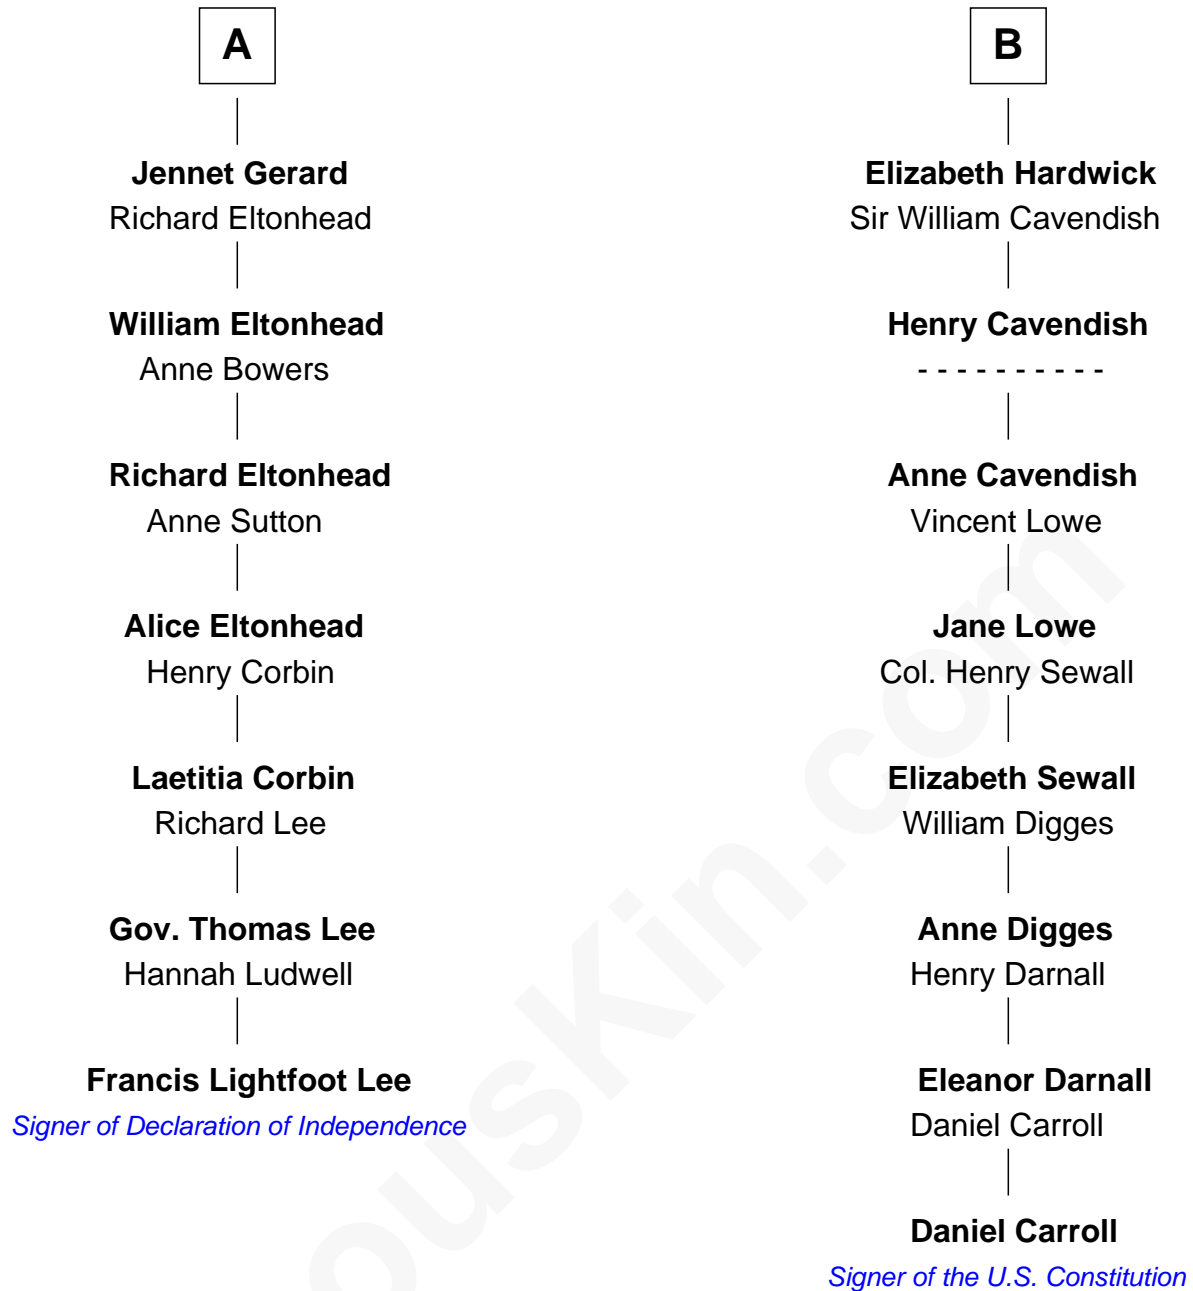 A
Jennet Gerard
Richard Eltonhead
William Eltonhead
Anne Bowers
Richard Eltonhead
Anne Sutton
Alice Eltonhead
Henry Corbin
Laetitia Corbin
Richard Lee
Gov. Thomas Lee
Hannah Ludwell
Francis Lightfoot Lee
Signer of Declaration of Independence
B
Elizabeth Hardwick
Sir William Cavendish
Henry Cavendish
- - - - - - - - - -
Anne Cavendish
Vincent Lowe
Jane Lowe
Col. Henry Sewall
Elizabeth Sewall
William Digges
Anne Digges
Henry Darnall
Eleanor Darnall
Daniel Carroll
Daniel Carroll
Signer of the U.S. Constitution
ousKin.com